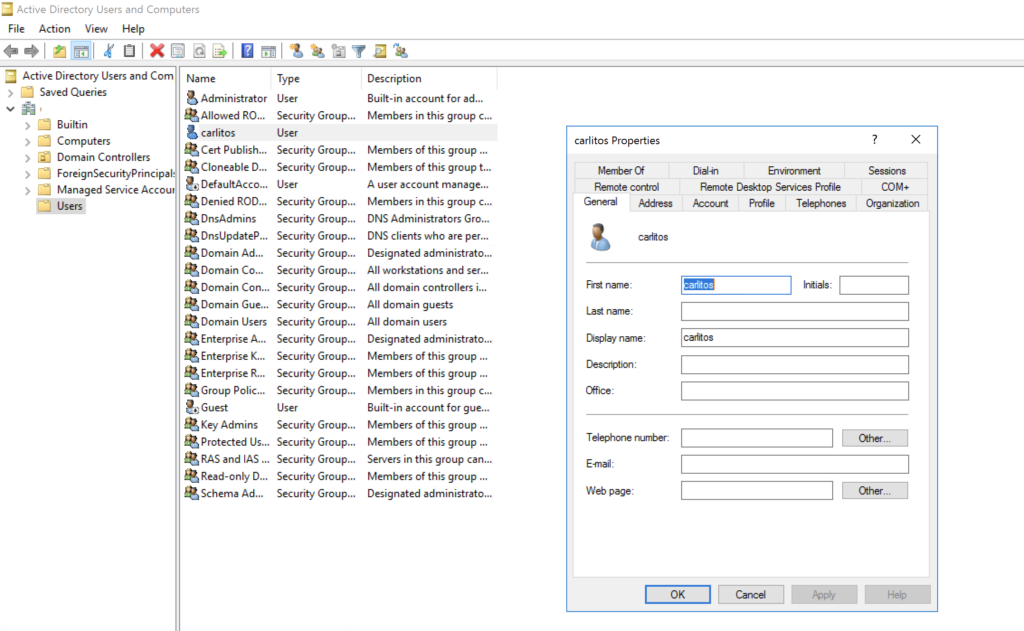 Active Directory Users and Computers
File Action View Help
Active Directory Users and Com
Saved Queries
Builtin
Computers
Domain Controllers
ForeignSecurityPrincipals
Managed Service Accour
Users
Name Type Description
Administrator User Built-in account for ad...
Allowed RO... Security Group... Members in this group c...
carlitos User
Cert Publish... Security Group... Members of this group ...
Cloneable D... Security Group... Members of this group t...
DefaultAcco... User A user account manage...
Denied ROD... Security Group... Members in this group c...
DnsAdmins Security Group... DNS Administrators Gro...
DnsUpdateP... Security Group... DNS clients who are per...
Domain Ad... Security Group... Designated administrato...
Domain Co... Security Group... All workstations and ser...
Domain Con... Security Group... All domain controllers i...
Domain Gue... Security Group... All domain guests
Domain Users Security Group... All domain users
Enterprise A... Security Group... Designated administrato...
Enterprise K... Security Group... Members of this group ...
Enterprise R... Security Group... Members of this group ...
Group Polic... Security Group... Members in this group c...
Guest User Built-in account for gue...
Key Admins Security Group... Members of this group ...
Protected Us... Security Group... Members of this group ...
RAS and IAS ... Security Group... Servers in this group can...
Read-only D... Security Group... Members of this group ...
Schema Ad... Security Group... Designated administrato...
carlitos Properties ?
Member Of Dial-in Environment Sessions
Remote control Remote Desktop Services Profile COM+
General Address Account Profile Telephones Organization
carlitos
First name: carlitos Initials:
Last name:
Display name: carlitos
Description:
Office:
Telephone number: Other...
E-mail:
Web page: Other...
OK Cancel Apply Help